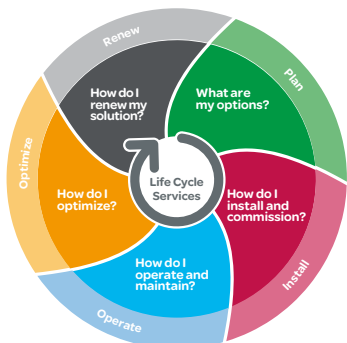 Renew
Plan
Install
Operate
Optimize
How do I
renew my
solution?
What are
my options?
How do I
install and
commission?
How do I
operate and
maintain?
How do I
optimize?
Life Cycle
Services